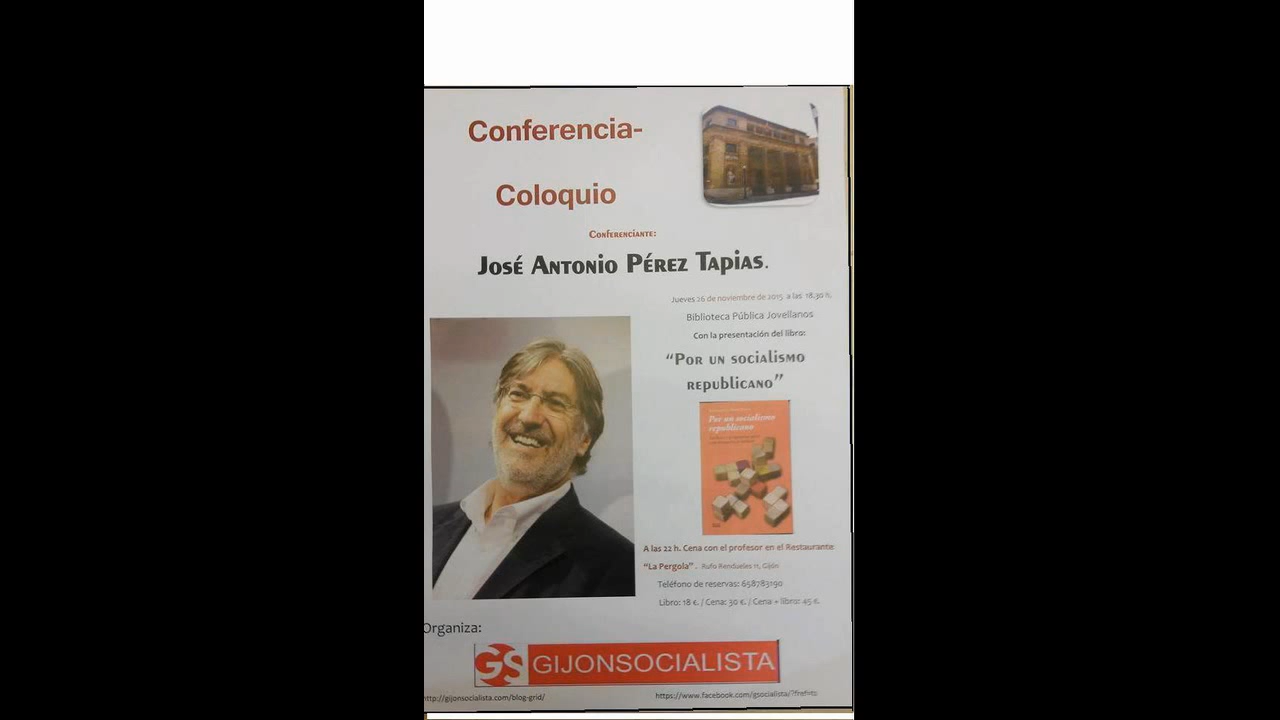 Conferencia-
Coloquio
Conferenciante:
José Antonio Pérez Tapias.
Jueves 26 de noviembre de 2015 a las 18.30 h.
Biblioteca Pública Jovellanos
Con la presentación del libro:
“Por un socialismo
republicano”
Por un socialismo
republicano
A las 22 h. Cena con el profesor en el Restaurante
“La Pergola” . Rufo Rendueles 11, Gijón
Teléfono de reservas: 658783190
Libro: 18 €. / Cena: 30 €. / Cena + libro: 45 €.
Organiza:
GS GIJONSOCIALISTA
http://gijonsocialista.com/blog-grid/
https://www.facebook.com/gsocialista/